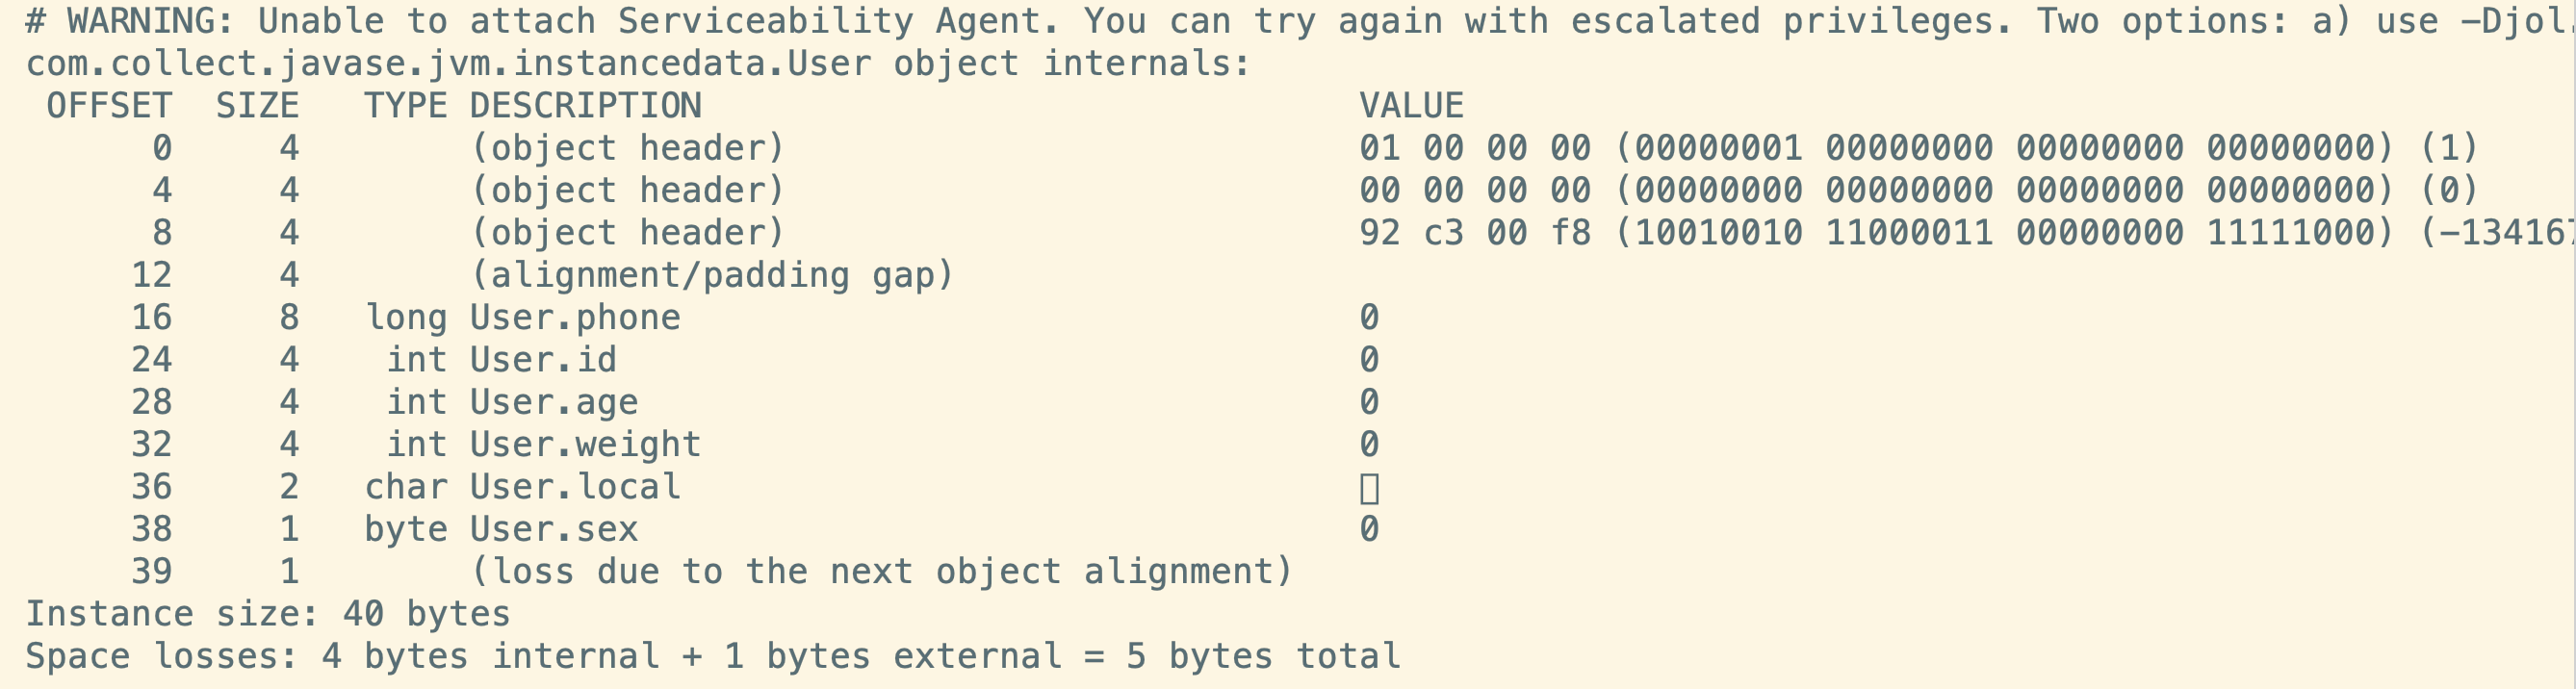 # WARNING: Unable to attach Serviceability Agent. You can try again with escalated privileges. Two options: a) use -Djol.
com.collect.javase.jvm.instancedata.User object internals:
 OFFSET  SIZE   TYPE DESCRIPTION                               VALUE
      0     4        (object header)                           01 00 00 00 (00000001 00000000 00000000 00000000) (1)
      4     4        (object header)                           00 00 00 00 (00000000 00000000 00000000 00000000) (0)
      8     4        (object header)                           92 c3 00 f8 (10010010 11000011 00000000 11111000) (-134167
     12     4        (alignment/padding gap)
     16     8   long User.phone                                0
     24     4    int User.id                                   0
     28     4    int User.age                                  0
     32     4    int User.weight                               0
     36     2   char User.local                                
     38     1   byte User.sex                                  0
     39     1        (loss due to the next object alignment)
Instance size: 40 bytes
Space losses: 4 bytes internal + 1 bytes external = 5 bytes total